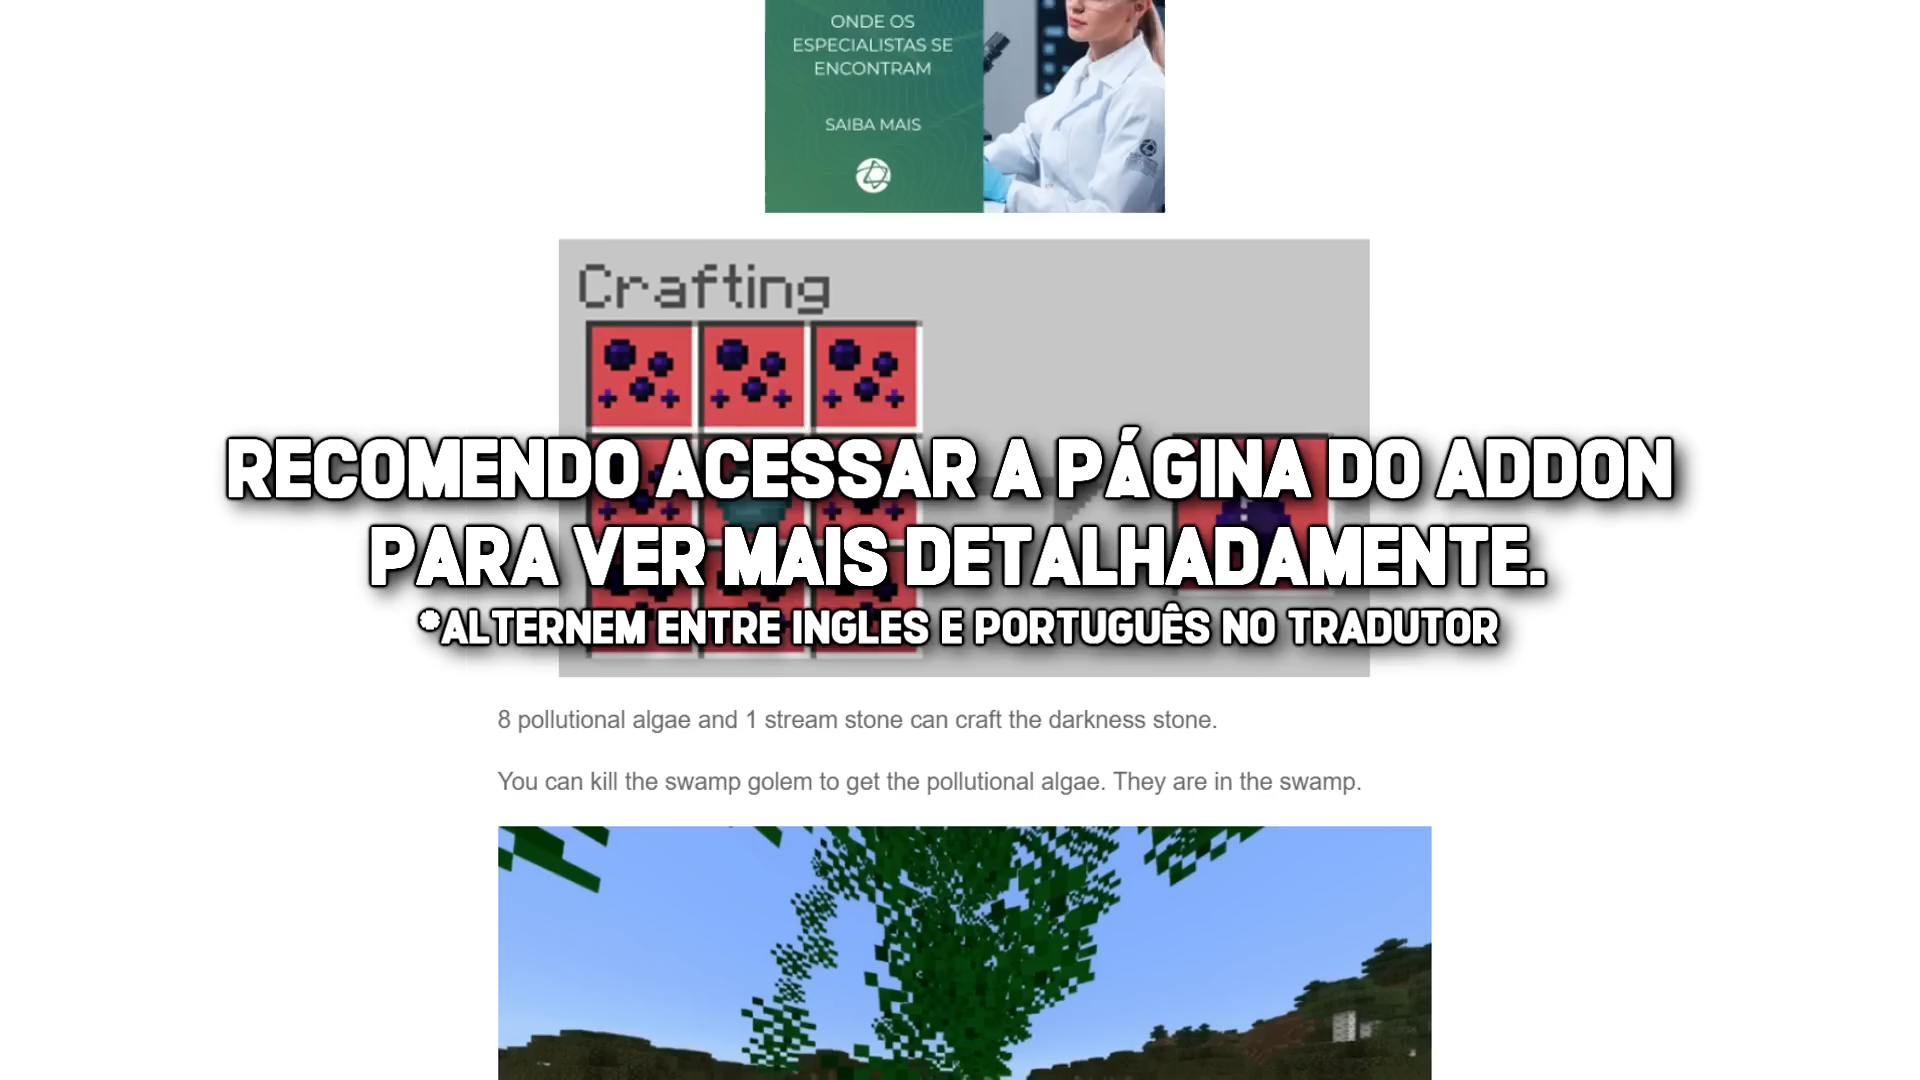 ONDE OS
ESPECIALISTAS SE
ENCONTRAM
SAIBA MAIS
Crafting
RECOMENDO ACESSAR A PÁGINA DO ADDON
PARA VER MAIS DETALHADAMENTE.
*ALTERNEM ENTRE INGLES E PORTUGUÊS NO TRADUTOR
8 pollutional algae and 1 stream stone can craft the darkness stone.
You can kill the swamp golem to get the pollutional algae. They are in the swamp.